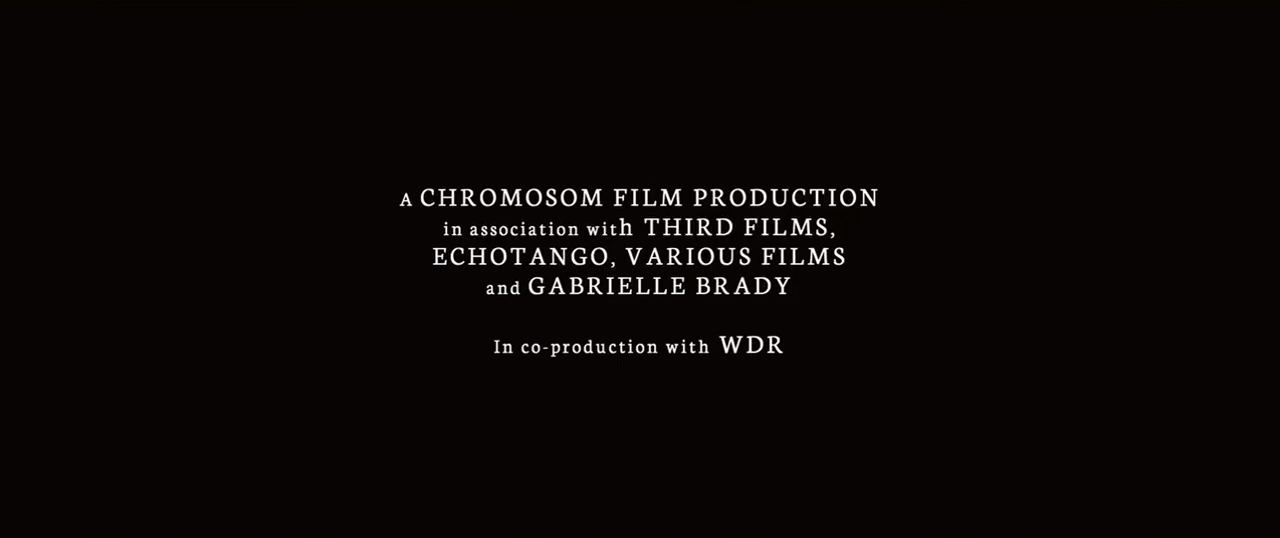 A CHROMOSOM FILM PRODUCTION
in association with THIRD FILMS,
ECHOTANGO, VARIOUS FILMS
and GABRIELLE BRADY
In co-production with WDR